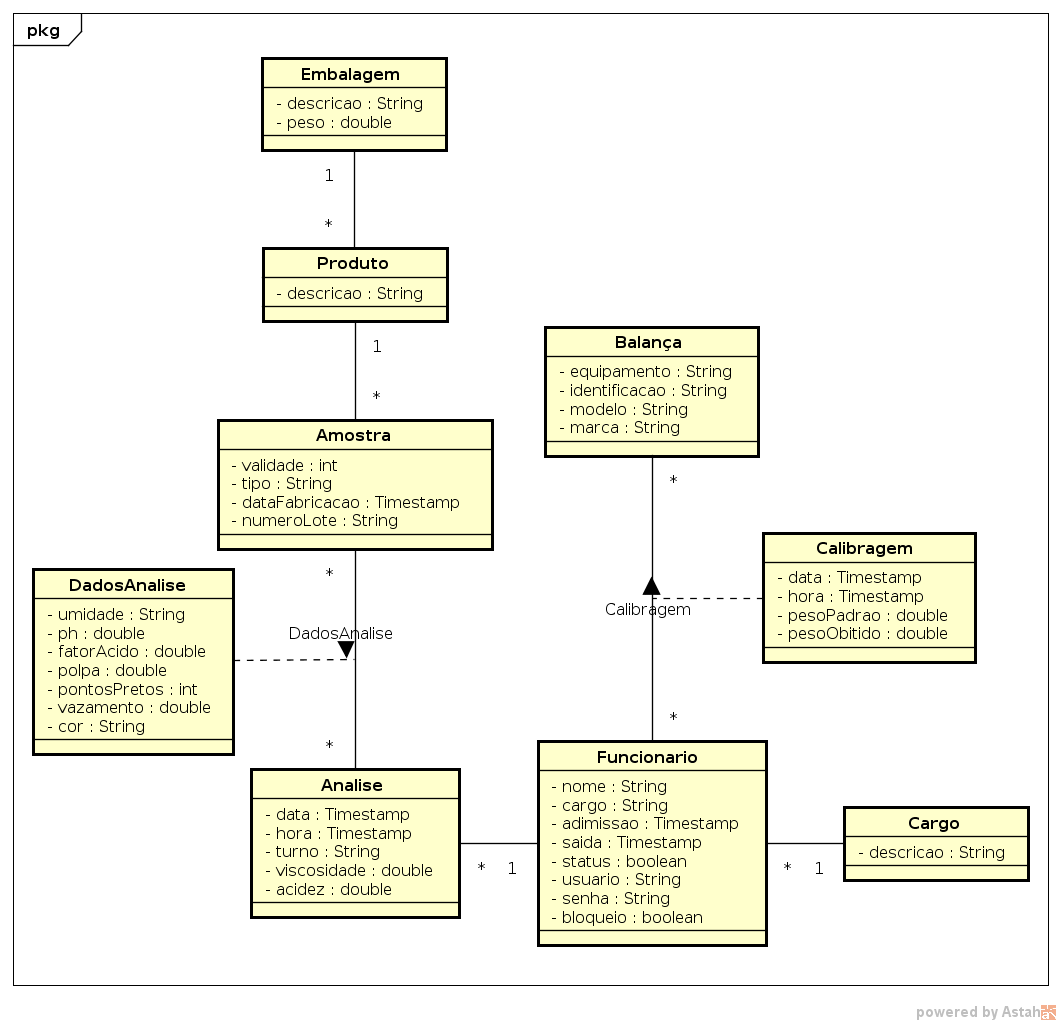 pkg
Embalagem
- descricao : String
- peso : double
1
*
Produto
- descricao : String
1
*
Amostra
- validade : int
- tipo : String
- dataFabricacao : Timestamp
- numeroLote : String
*
DadosAnalise
*
DadosAnalise
- umidade : String
- ph : double
- fatorAcido : double
- polpa : double
- pontosPretos : int
- vazamento : double
- cor : String
Analise
- data : Timestamp
- hora : Timestamp
- turno : String
- viscosidade : double
- acidez : double
* 1
Balança
- equipamento : String
- identificacao : String
- modelo : String
- marca : String
*
Calibragem
*
Calibragem
- data : Timestamp
- hora : Timestamp
- pesoPadrao : double
- pesoObitido : double
Funcionario
- nome : String
- cargo : String
- adimissao : Timestamp
- saida : Timestamp
- status : boolean
- usuario : String
- senha : String
- bloqueio : boolean
* 1
Cargo
- descricao : String
powered by Astah